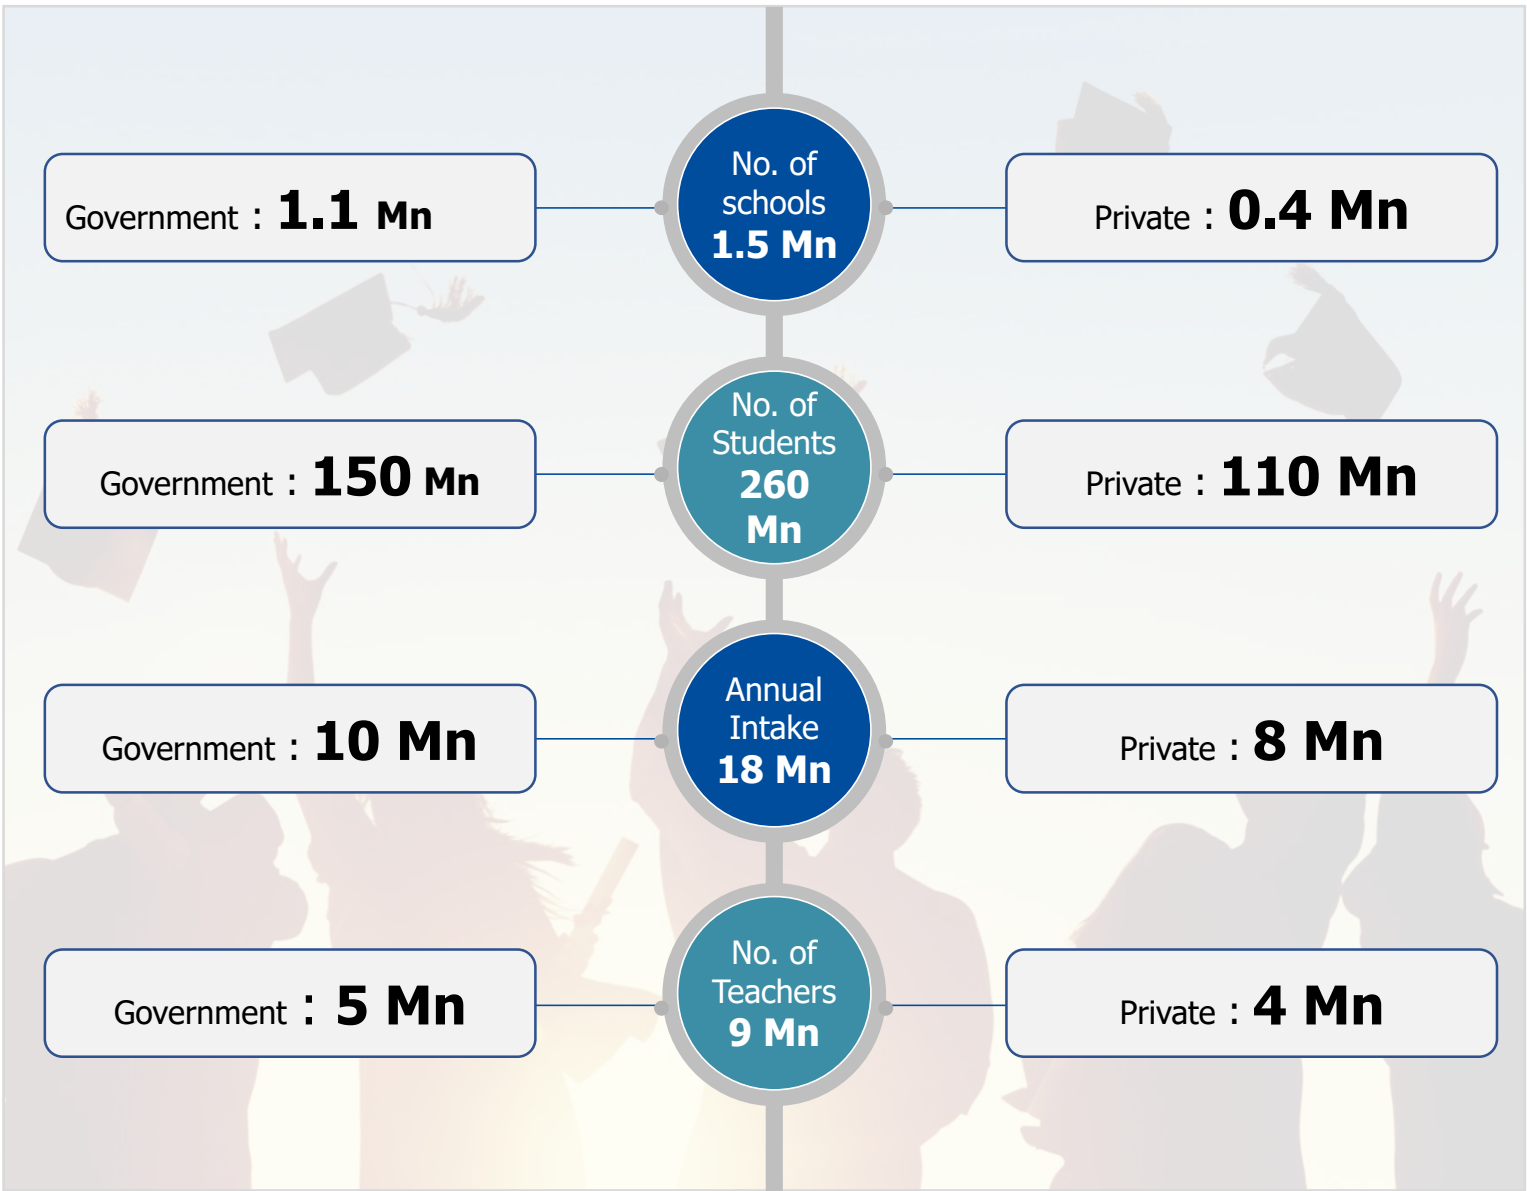 No. of
schools
1.5 Mn
Government : 1.1 Mn
Private : 0.4 Mn
No. of
Students
260
Mn
Government : 150 Mn
Private : 110 Mn
Annual
Intake
18 Mn
Government : 10 Mn
Private : 8 Mn
No. of
Teachers
9 Mn
Government : 5 Mn
Private : 4 Mn